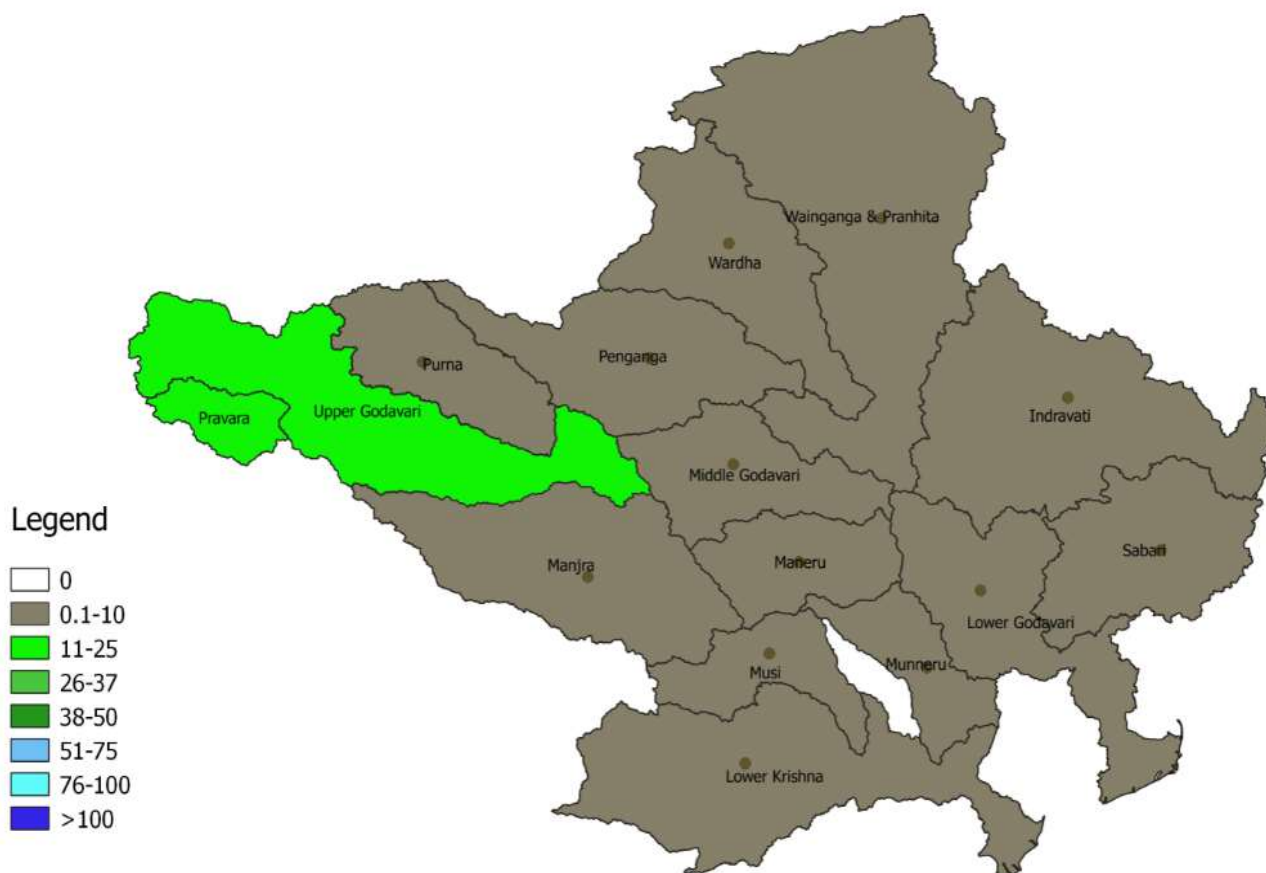 Wainganga & Pranhita
Wardha
Penganga
Purna
Pravara
Upper Godavari
Indravati
Middle Godavari
Manjra
Maneru
Sabari
Lower Godavari
Musi
Munneru
Lower Krishna
Legend
0
0.1-10
11-25
26-37
38-50
51-75
76-100
>100